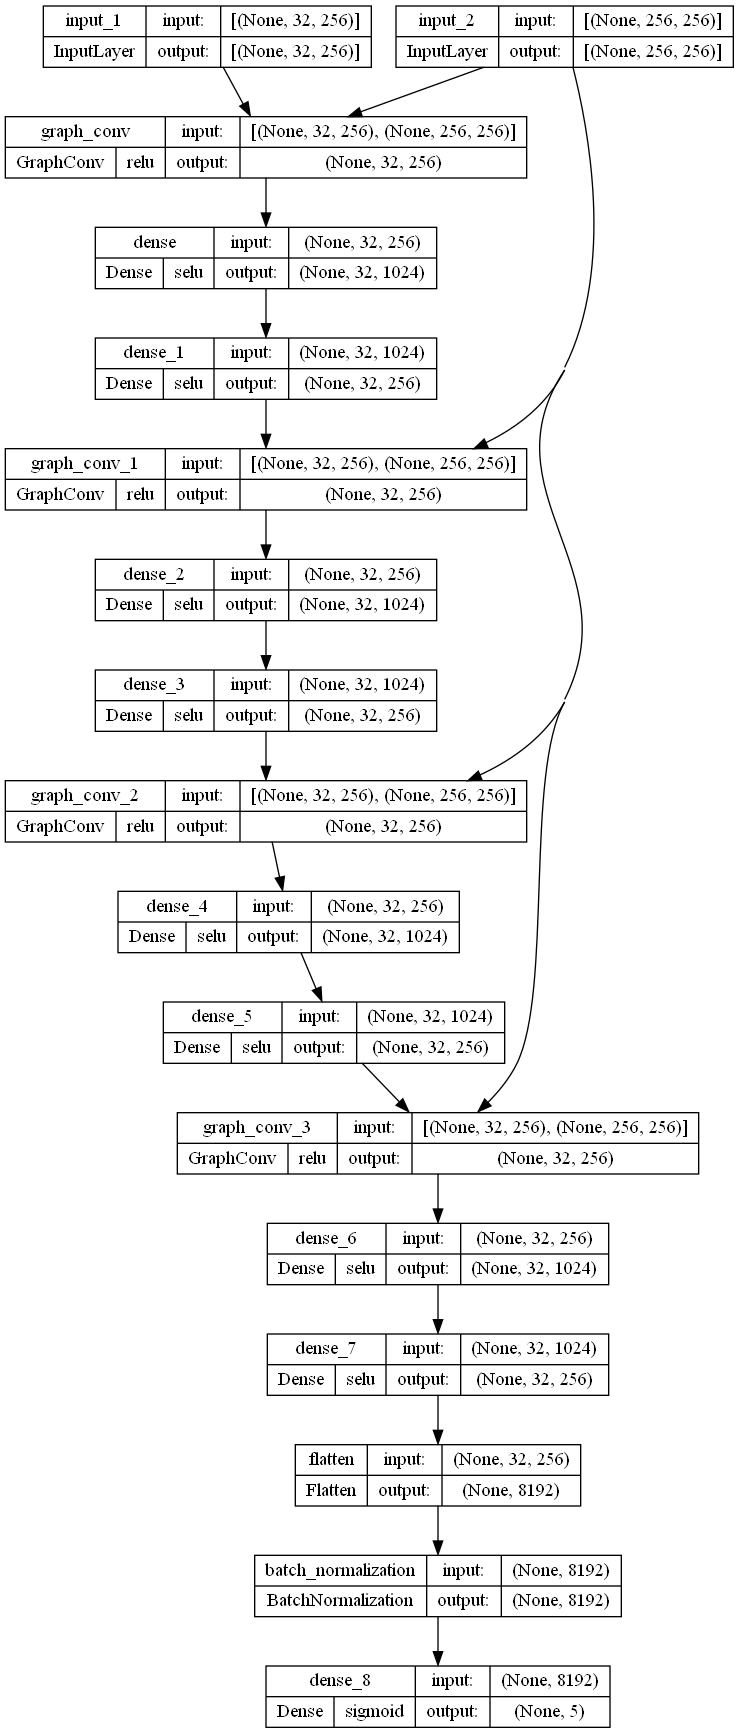 input_1 input: [(None, 32, 256)]
InputLayer output: [(None, 32, 256)]
input_2 input: [(None, 256, 256)]
InputLayer output: [(None, 256, 256)]
graph_conv input: [(None, 32, 256), (None, 256, 256)]
GraphConv relu output: (None, 32, 256)
dense input: (None, 32, 256)
Dense selu output: (None, 32, 1024)
dense_1 input: (None, 32, 1024)
Dense selu output: (None, 32, 256)
graph_conv_1 input: [(None, 32, 256), (None, 256, 256)]
GraphConv relu output: (None, 32, 256)
dense_2 input: (None, 32, 256)
Dense selu output: (None, 32, 1024)
dense_3 input: (None, 32, 1024)
Dense selu output: (None, 32, 256)
graph_conv_2 input: [(None, 32, 256), (None, 256, 256)]
GraphConv relu output: (None, 32, 256)
dense_4 input: (None, 32, 256)
Dense selu output: (None, 32, 1024)
dense_5 input: (None, 32, 1024)
Dense selu output: (None, 32, 256)
graph_conv_3 input: [(None, 32, 256), (None, 256, 256)]
GraphConv relu output: (None, 32, 256)
dense_6 input: (None, 32, 256)
Dense selu output: (None, 32, 1024)
dense_7 input: (None, 32, 1024)
Dense selu output: (None, 32, 256)
flatten input: (None, 32, 256)
Flatten output: (None, 8192)
batch_normalization input: (None, 8192)
BatchNormalization output: (None, 8192)
dense_8 input: (None, 8192)
Dense sigmoid output: (None, 5)